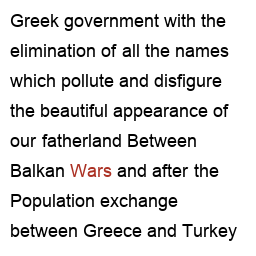 Greek government with the
elimination of all the names
which pollute and disfigure
the beautiful appearance of
our fatherland Between
Balkan Wars and after the
Population exchange
between Greece and Turkey